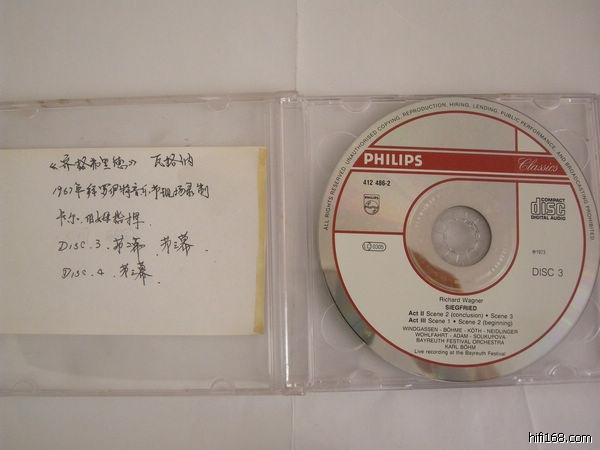 《齐格弗里德》 瓦格纳
1967年拜罗伊特音乐节现场录制
卡尔.伯姆指挥
DISC.3.第二幕.第三幕.
DISC.4.第三幕.
ALL RIGHTS RESERVED. UNAUTHORISED COPYING, REPRODUCTION, HIRING, LENDING, PUBLIC PERFORMANCE AND BROADCASTING PROHIBITED
PHILIPS
Classics
412 486-2
COMPACT
disc
DIGITAL AUDIO
LC 0305
℗1973
DISC 3
Richard Wagner
SIEGFRIED
Act II Scene 2 (conclusion) • Scene 3
Act III Scene 1 • Scene 2 (beginning)
WINDGASSEN - BÖHME - KÖTH - NEIDLINGER
WOHLFAHRT - ADAM - SOUKUPOVA
BAYREUTH FESTIVAL ORCHESTRA
KARL BÖHM
Live recording at the Bayreuth Festival
hifi168.com